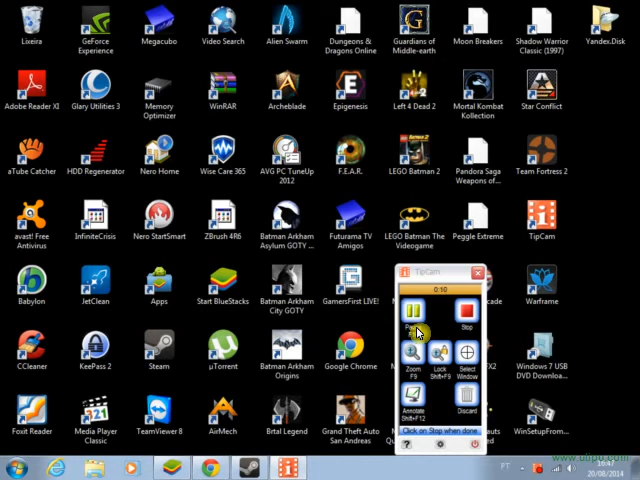 Lixeira
GeForce
Experience
Megacubo
Video Search
Alien Swarm
Dungeons &
Dragons Online
Guardians of
Middle-earth
Moon Breakers
Shadow Warrior
Classic (1997)
Yandex.Disk
Adobe Reader XI
Glary Utilities 3
Memory
Optimizer
WinRAR
Archeblade
Epigenesis
Left 4 Dead 2
Mortal Kombat
Kollection
Star Conflict
aTube Catcher
HDD Regenerator
Nero Home
Wise Care 365
AVG PC TuneUp
2012
F.E.A.R.
LEGO Batman 2
Pandora Saga
Weapons of...
Team Fortress 2
avast! Free
Antivirus
InfiniteCrisis
Nero StartSmart
ZBrush 4R6
Batman Arkham
Asylum GOTY ...
Futurama TV
Amigos
LEGO Batman The
Videogame
Peggle Extreme
TipCam
Babylon
JetClean
Apps
Start BlueStacks
Batman Arkham
City GOTY
GamersFirst LIVE!
Warframe
CCleaner
KeePass 2
Steam
µTorrent
Batman Arkham
Origins
Google Chrome
Windows 7 USB
DVD Downloa...
Foxit Reader
Media Player
Classic
TeamViewer 8
AirMech
Brtal Legend
Grand Theft Auto
San Andreas
WinSetupFrom...
TipCam
0:10
Stop
Zoom
F9
Lock
Shift+F9
Select
Window
Annotate
Shift+F12
Discard
Click on Stop when done
PT
16:47
20/08/2014